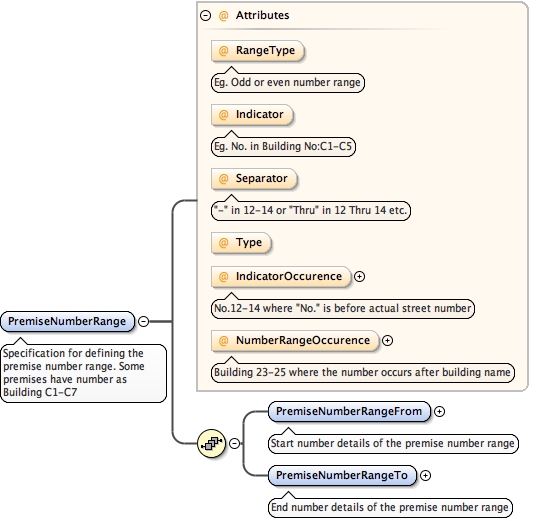 Attributes
@ RangeType
Eg. Odd or even number range
@ Indicator
Eg. No. in Building No:C1-C5
@ Separator
"-" in 12-14 or "Thru" in 12 Thru 14 etc.
@ Type
@ IndicatorOccurence
No.12-14 where "No." is before actual street number
@ NumberRangeOccurence
Building 23-25 where the number occurs after building name
PremiseNumberRange
Specification for defining the
premise number range. Some
premises have number as
Building C1-C7
PremiseNumberRangeFrom
Start number details of the premise number range
PremiseNumberRangeTo
End number details of the premise number range